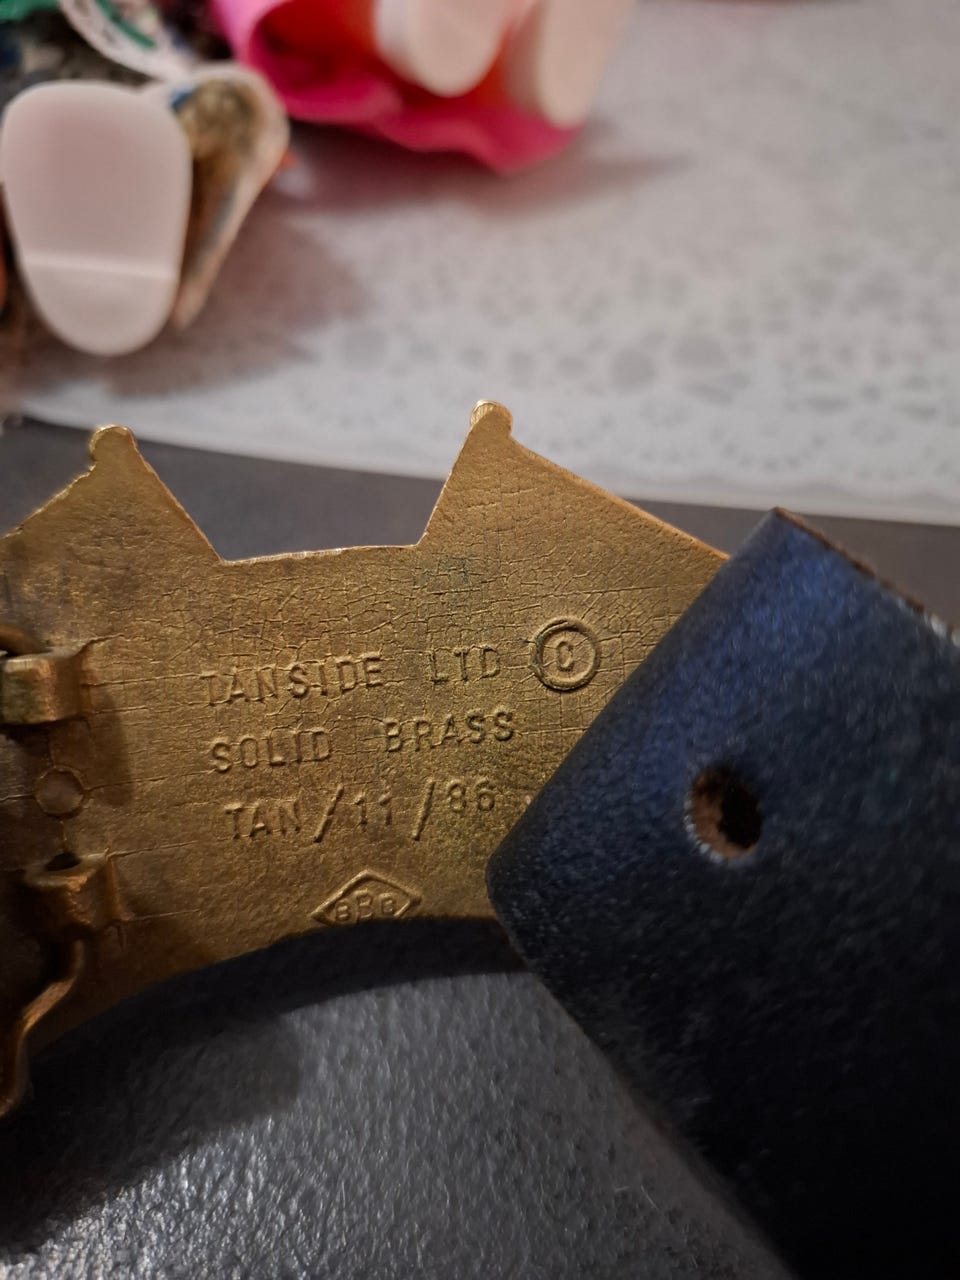 TANSIDE LTD ©
SOLID BRASS
TAN/11/86
BBB